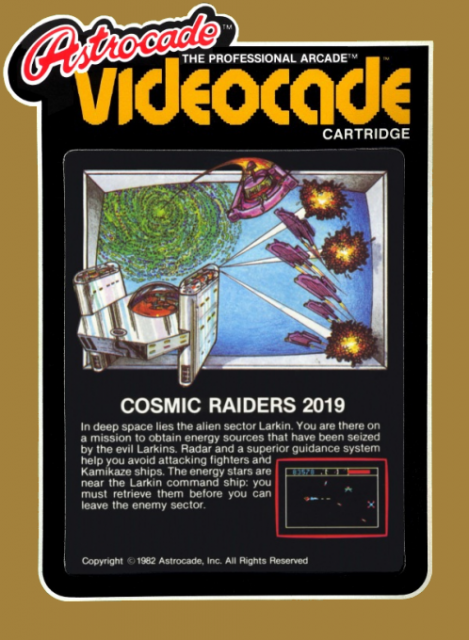 Astrocade™
THE PROFESSIONAL ARCADE™
VIDEOCADE™
CARTRIDGE
COSMIC RAIDERS 2019
In deep space lies the alien sector Larkin. You are there on
a mission to obtain energy sources that have been seized
by the evil Larkins. Radar and a superior guidance system
help you avoid attacking fighters and
Kamikaze ships. The energy stars are
near the Larkin command ship: you
must retrieve them before you can
leave the enemy sector.
Copyright ©1982 Astrocade, Inc. All Rights Reserved